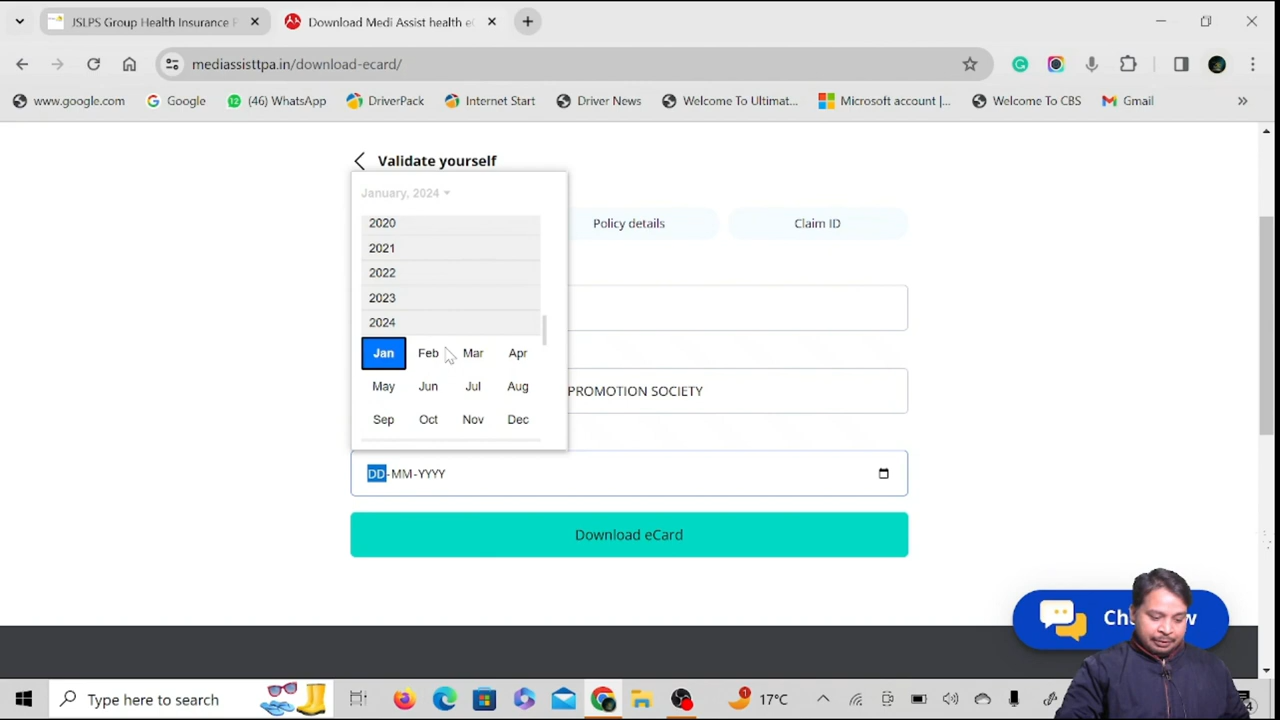 JSLPS Group Health Insurance
Download Medi Assist health e
mediassisttpa.in/download-ecard/
www.google.com
Google
(46) WhatsApp
DriverPack
Internet Start
Driver News
Welcome To Ultimat...
Microsoft account |...
Welcome To CBS
Gmail
Validate yourself
January, 2024
Policy details
Claim ID
2020
2021
2022
2023
2024
Jan Feb Mar Apr
May Jun Jul Aug
Sep Oct Nov Dec
PROMOTION SOCIETY
DD-MM-YYYY
Download eCard
Type here to search
17°C